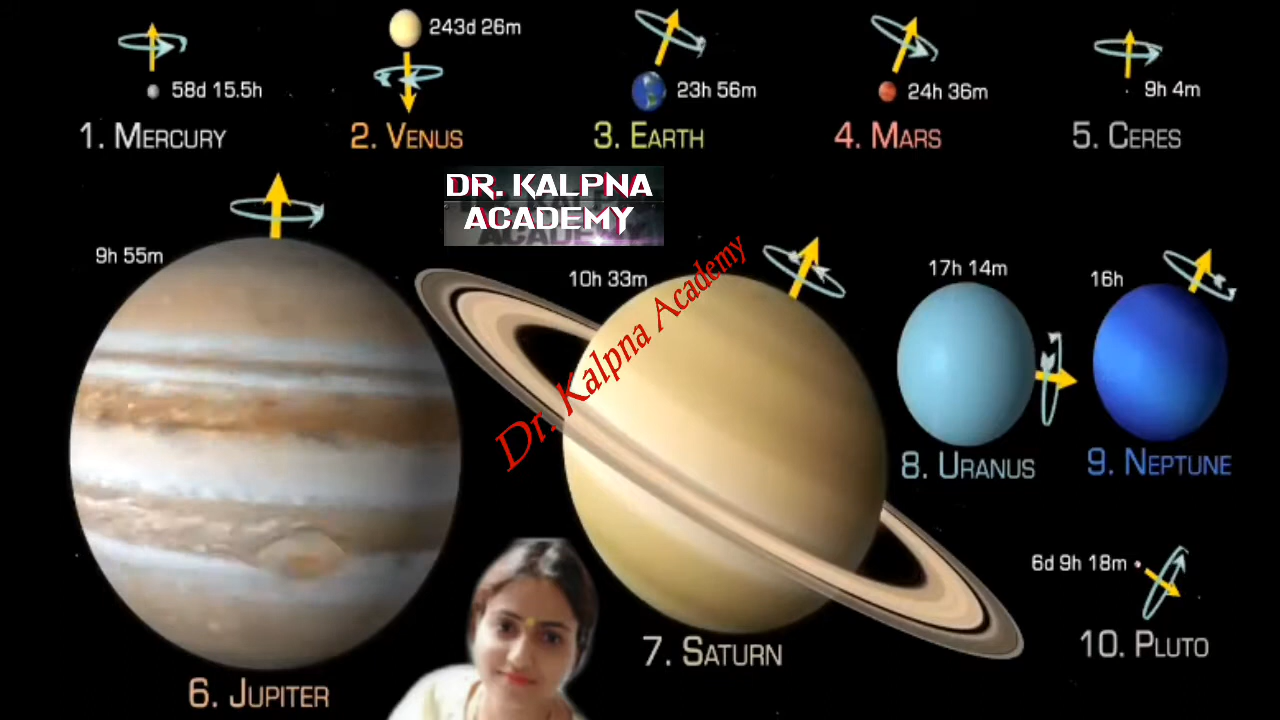 243d 26m
58d 15.5h
23h 56m
24h 36m
9h 4m
1. MERCURY
2. VENUS
3. EARTH
4. MARS
5. CERES
DR. KALPNA
ACADEMY
9h 55m
10h 33m
17h 14m
16h
Dr. Kalpna Academy
8. URANUS
9. NEPTUNE
6d 9h 18m
7. SATURN
10. PLUTO
6. JUPITER